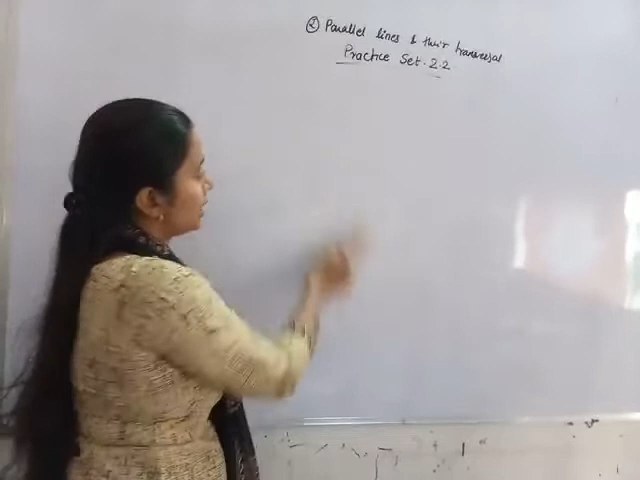 ② Parallel lines & their transversal
Practice Set. 2.2